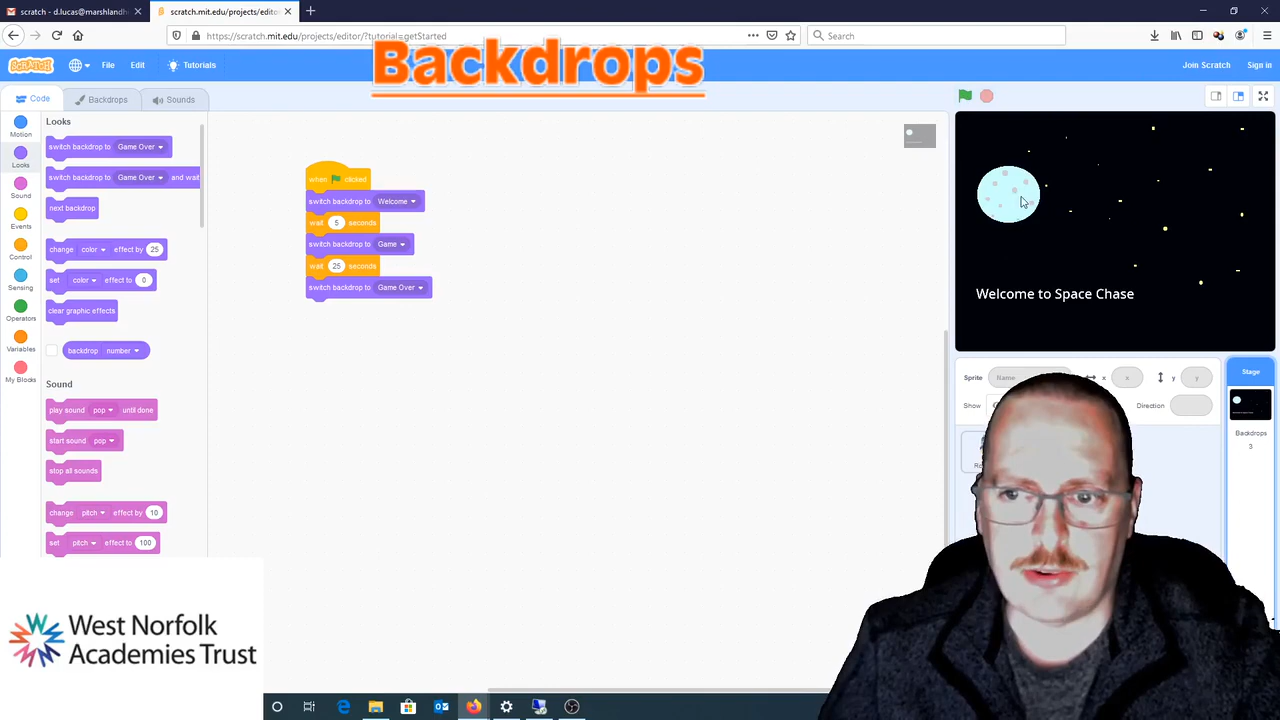 scratch - d.lucas@marshlandh
scratch.mit.edu/projects/editor/?
https://scratch.mit.edu/projects/editor/?tutorial=getStarted
Search
Backdrops
SCRATCH
File
Edit
Tutorials
Join Scratch
Sign in
Code
Backdrops
Sounds
Motion
Looks
Sound
Events
Control
Sensing
Operators
Variables
My Blocks
Looks
switch backdrop to Game Over
switch backdrop to Game Over and wait
next backdrop
change color effect by 25
set color effect to 0
clear graphic effects
backdrop number
Sound
play sound pop until done
start sound pop
stop all sounds
change pitch effect by 10
set pitch effect to 100
when clicked
switch backdrop to Welcome
wait 5 seconds
switch backdrop to Game
wait 25 seconds
switch backdrop to Game Over
Welcome to Space Chase
Sprite Name x x y y
Show
Direction
Stage
Backdrops
3
West Norfolk
Academies Trust